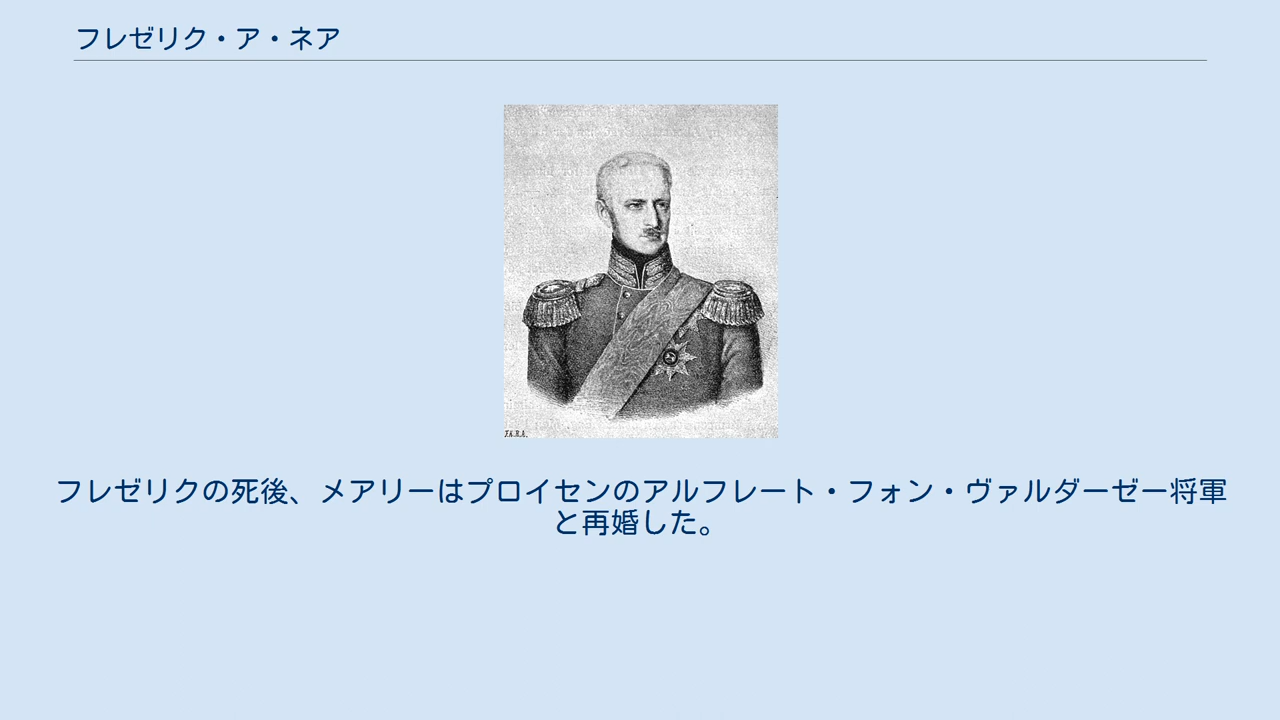 フレゼリク・ア・ネア
フレゼリクの死後、メアリーはプロイセンのアルフレート・フォン・ヴァルダーゼー将軍
と再婚した。